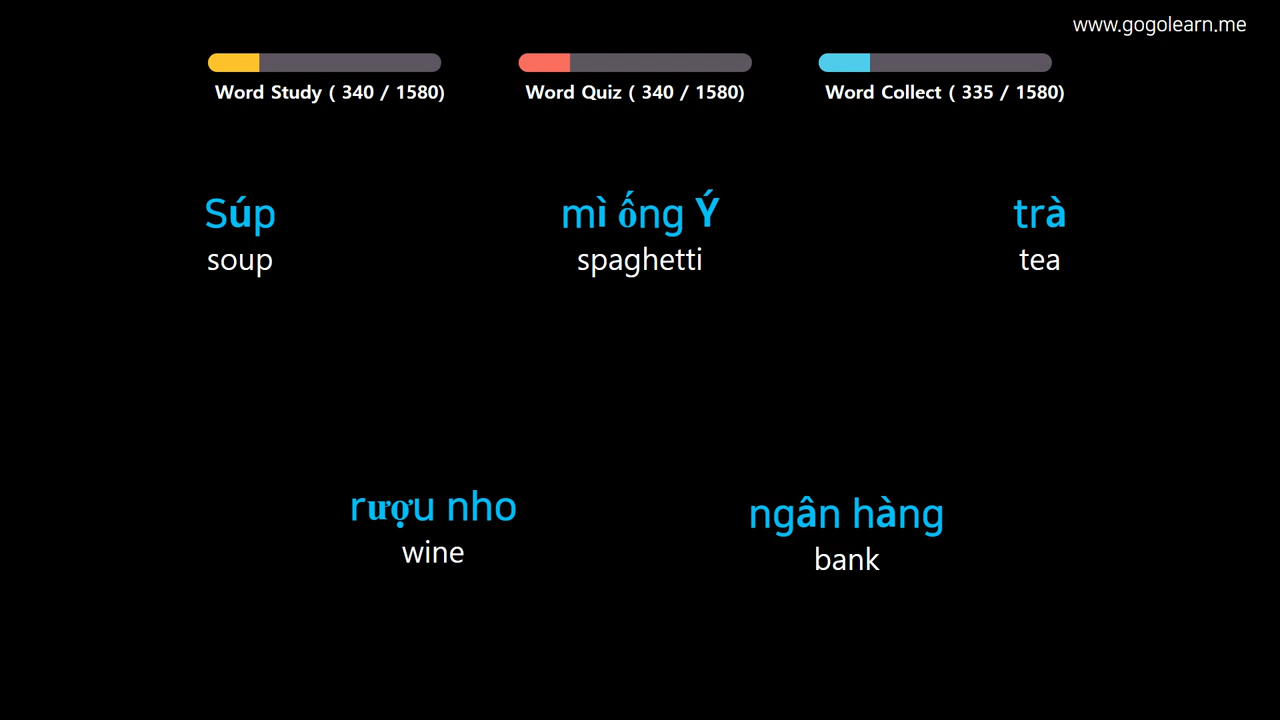 www.gogolearn.me
Word Study ( 340 / 1580)
Word Quiz ( 340 / 1580)
Word Collect ( 335 / 1580)
Súp
soup
mì ống Ý
spaghetti
trà
tea
rượu nho
wine
ngân hàng
bank